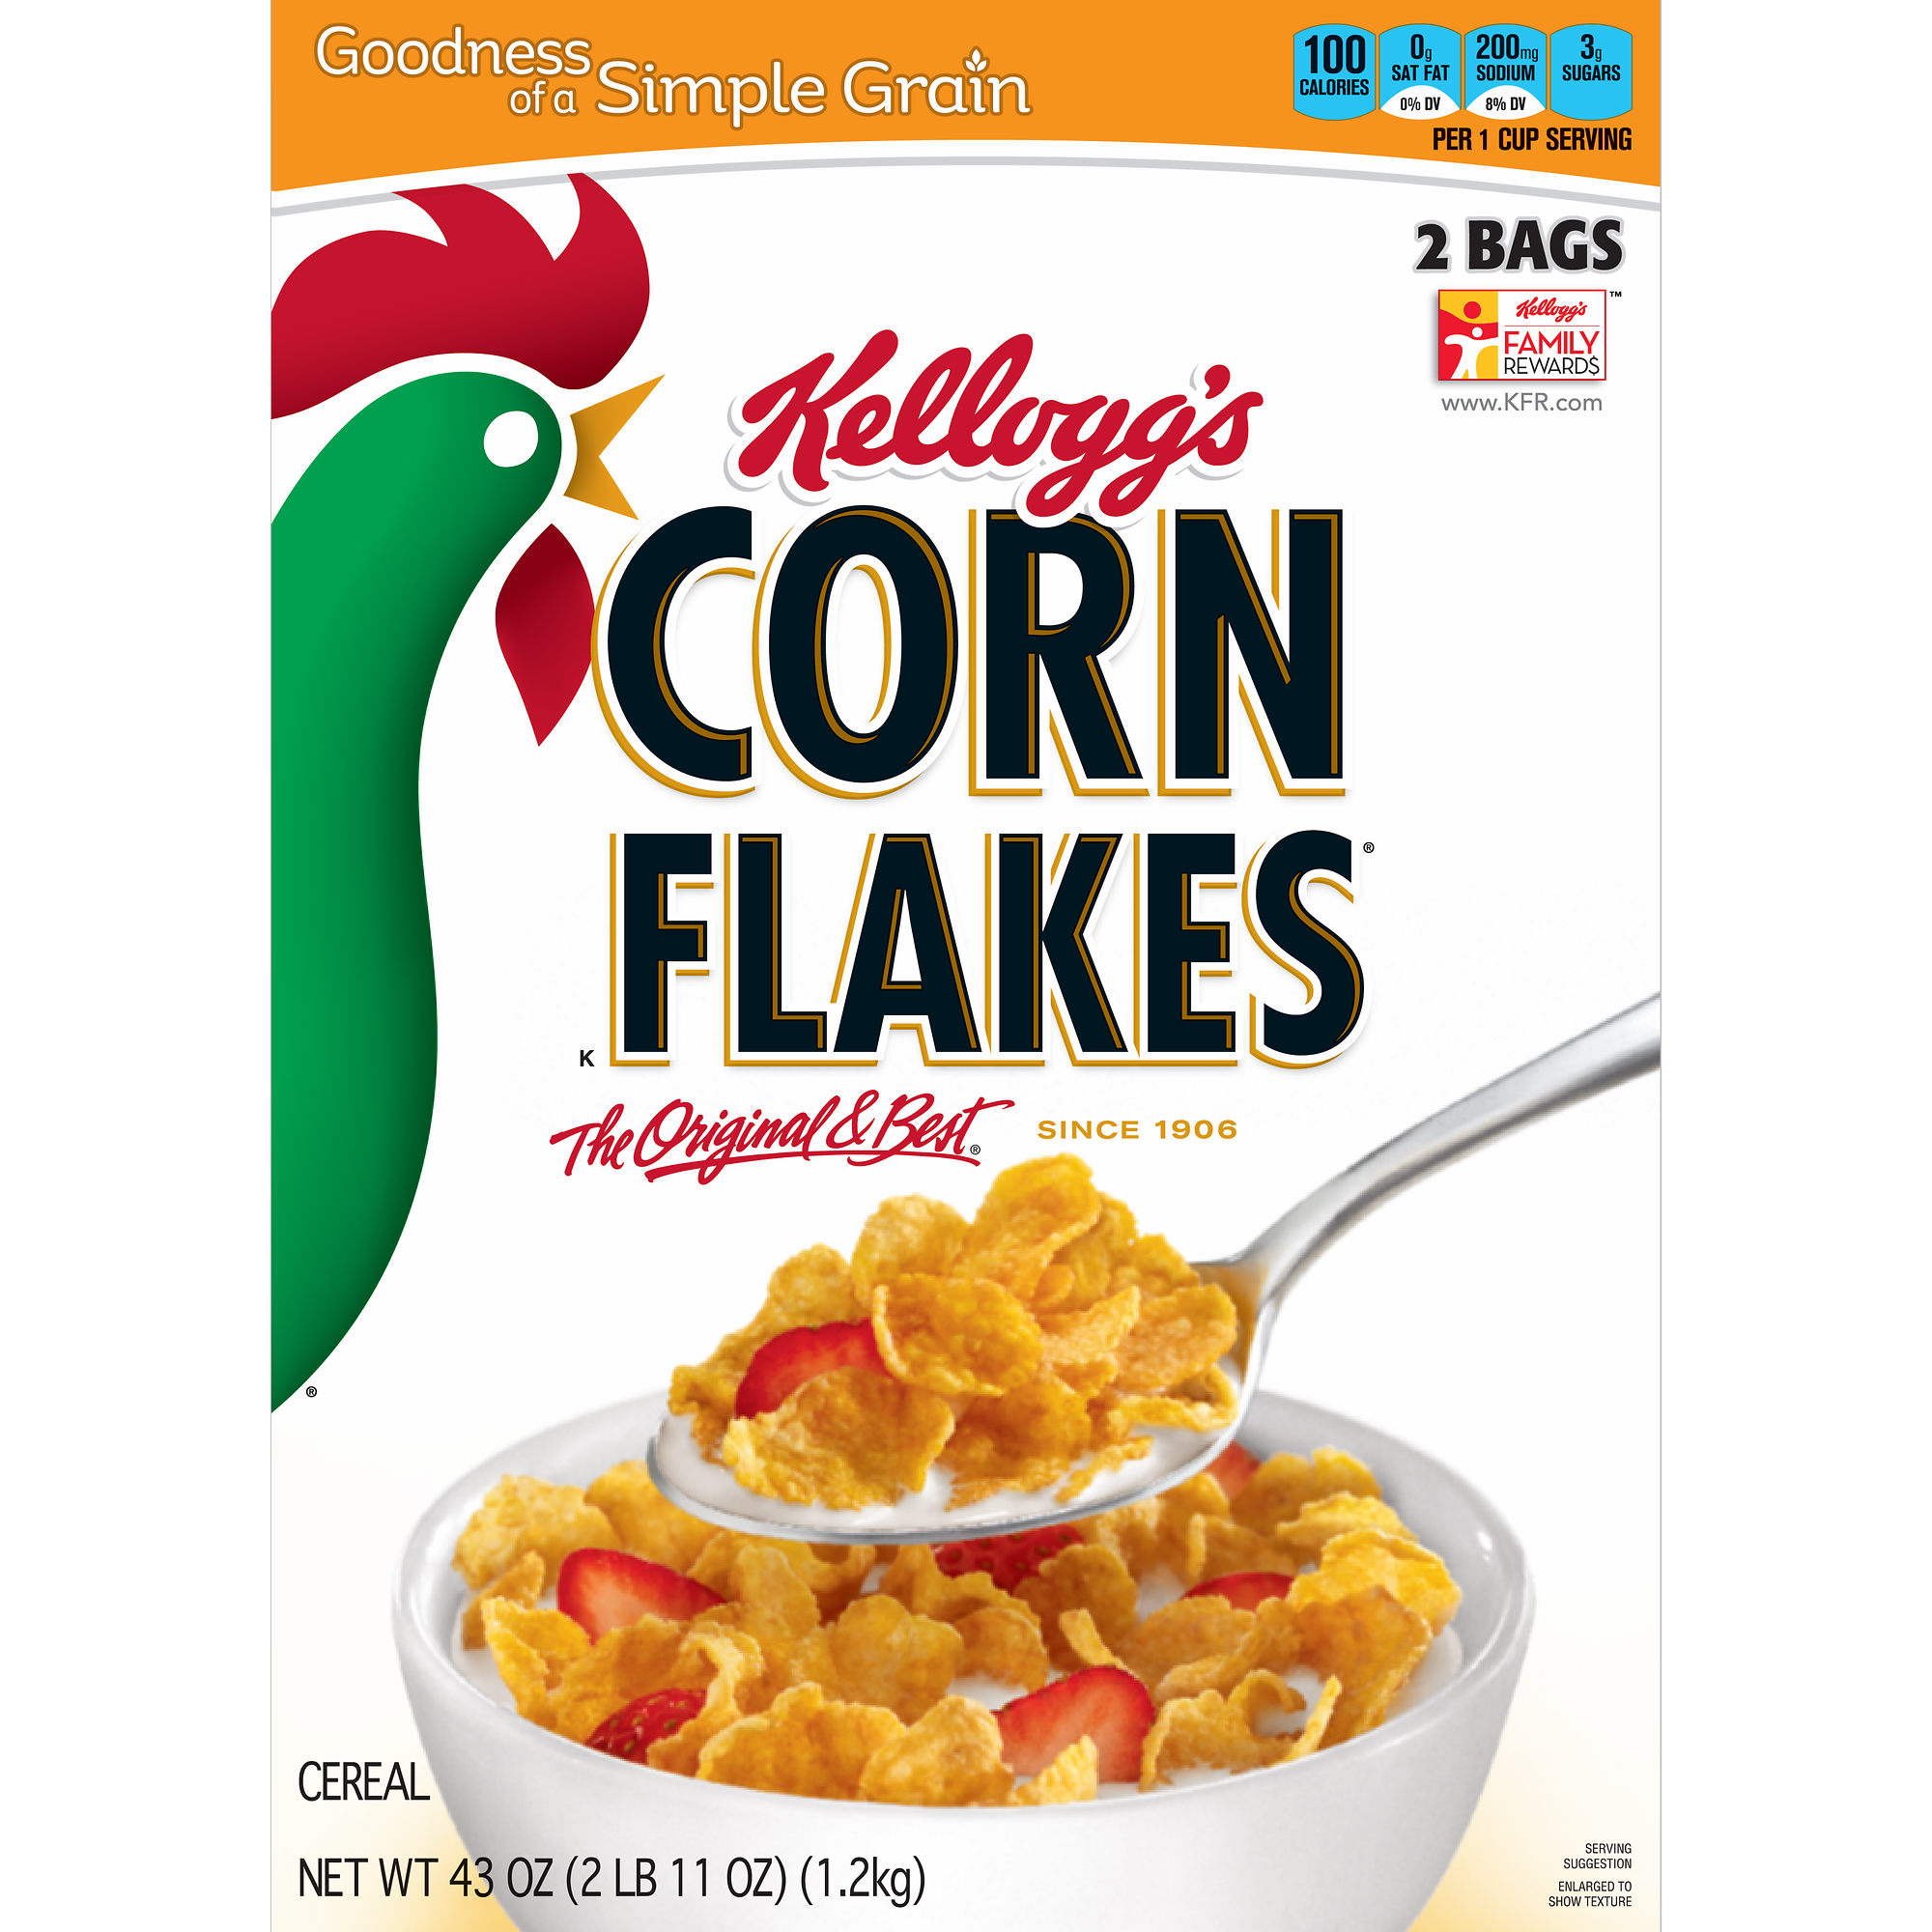 Goodness
of a Simple Grain
100
CALORIES
0g
SAT FAT
0% DV
200mg
SODIUM
8% DV
3g
SUGARS
PER 1 CUP SERVING
2 BAGS
Kellogg's
FAMILY
REWARD$
™
www.KFR.com
Kellogg's
CORN
FLAKES®
K
The Original & Best® SINCE 1906
®
CEREAL
NET WT 43 OZ (2 LB 11 OZ) (1.2kg)
SERVING
SUGGESTION
ENLARGED TO
SHOW TEXTURE